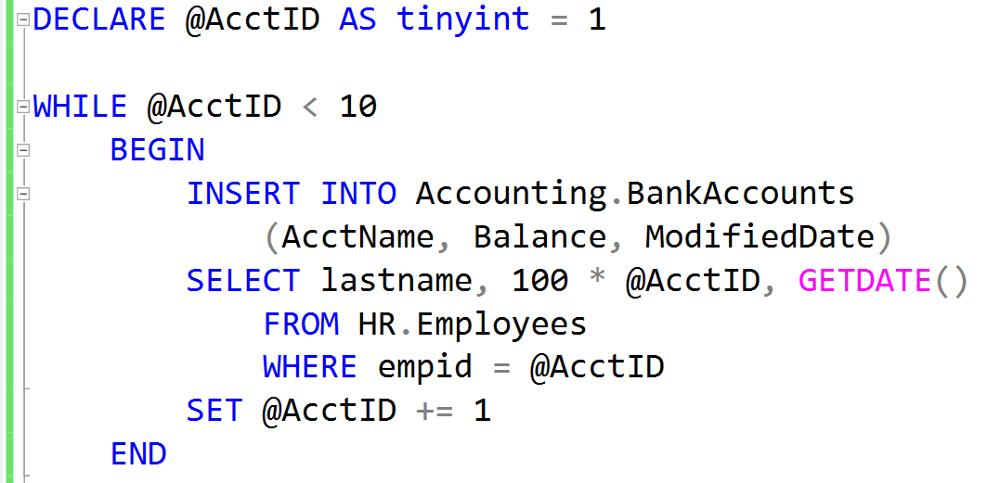 DECLARE @AcctID AS tinyint = 1
WHILE @AcctID < 10
BEGIN
INSERT INTO Accounting.BankAccounts
(AcctName, Balance, ModifiedDate)
SELECT lastname, 100 * @AcctID, GETDATE()
FROM HR.Employees
WHERE empid = @AcctID
SET @AcctID += 1
END